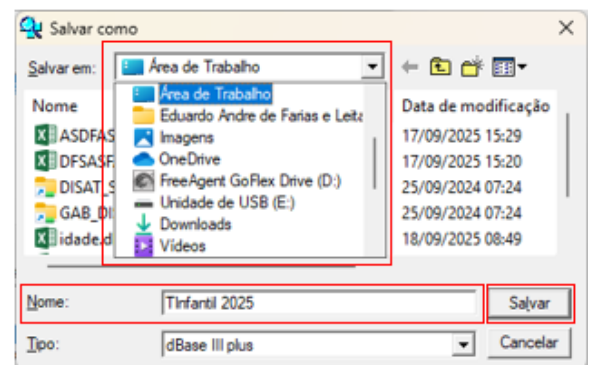 Salvar como
Salvar em: Área de Trabalho
Nome Data de modificação
Área de Trabalho
Eduardo Andre de Farias e Leita
Imagens
OneDrive
FreeAgent GoFlex Drive (D:)
Unidade de USB (E:)
Downloads
Vídeos
ASDFAS 17/09/2025 15:29
DFSASF 17/09/2025 15:20
DISAT_S 25/09/2024 07:24
GAB_DI 25/09/2024 07:24
idade.d 18/09/2025 08:49
Nome: TInfantil 2025 Salvar
Tipo: dBase III plus Cancelar